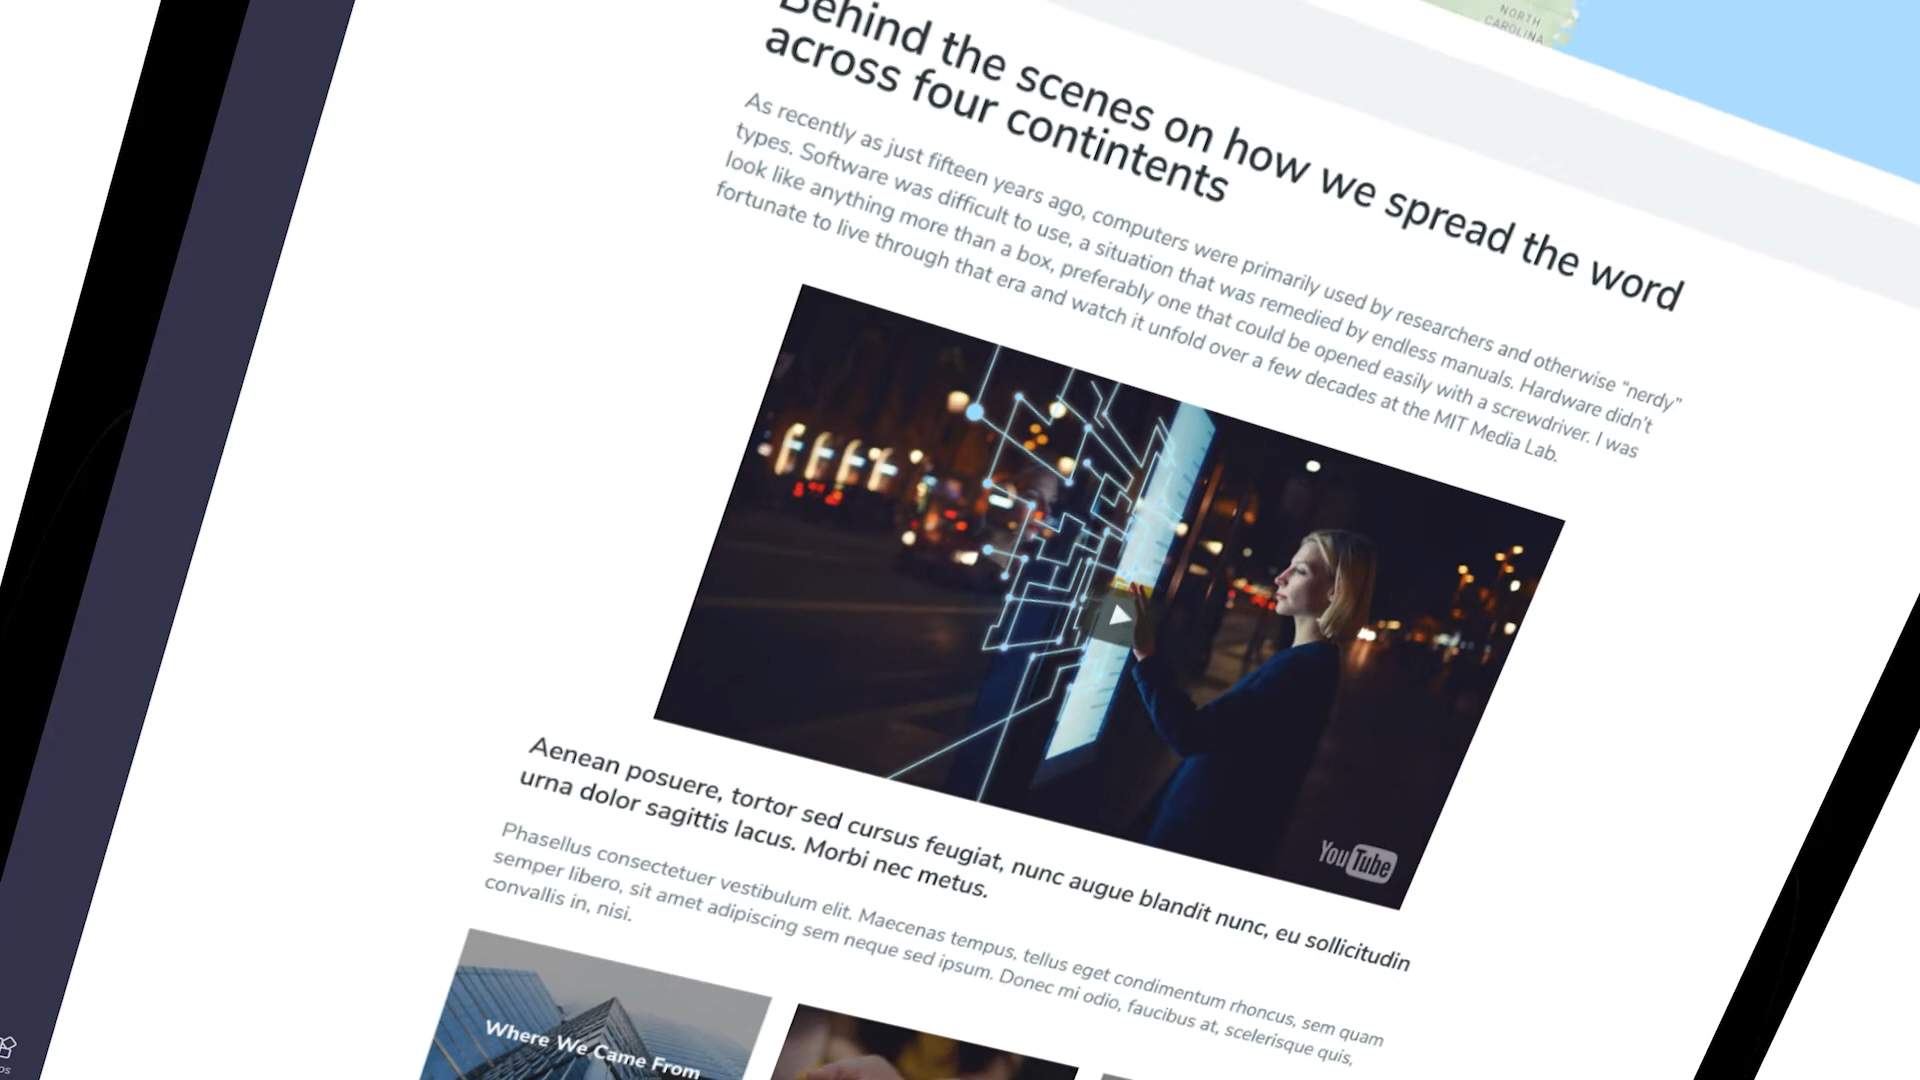 NORTH
CAROLINA
Behind the scenes on how we spread the word
across four contintents
As recently as just fifteen years ago, computers were primarily used by researchers and otherwise "nerdy"
types. Software was difficult to use, a situation that was remedied by endless manuals. Hardware didn't
look like anything more than a box, preferably one that could be opened easily with a screwdriver. I was
fortunate to live through that era and watch it unfold over a few decades at the MIT Media Lab.
YouTube
Aenean posuere, tortor sed cursus feugiat, nunc augue blandit nunc, eu sollicitudin
urna dolor sagittis lacus. Morbi nec metus.
Phasellus consectetuer vestibulum elit. Maecenas tempus, tellus eget condimentum rhoncus, sem quam
semper libero, sit amet adipiscing sem neque sed ipsum. Donec mi odio, faucibus at, scelerisque quis,
convallis in, nisi.
Where We Came From